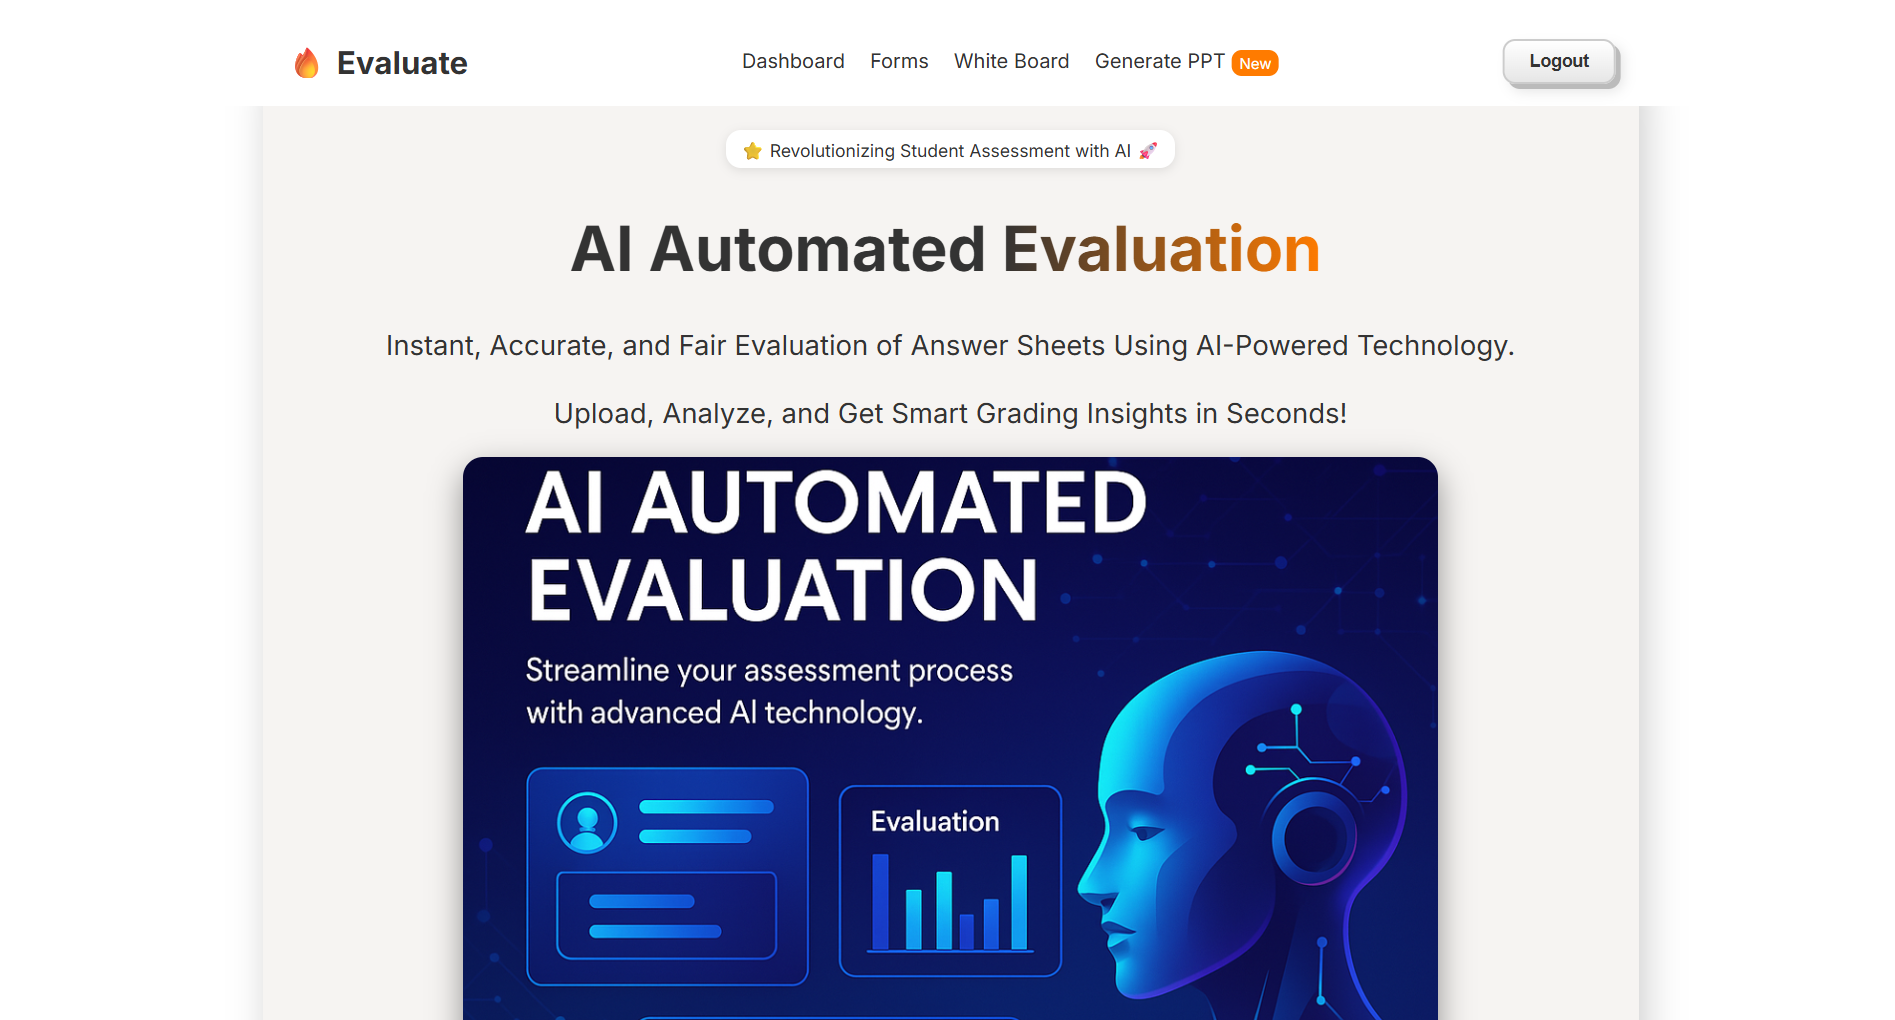 Evaluate
Dashboard Forms White Board Generate PPT New
Logout
⭐ Revolutionizing Student Assessment with AI 🚀
AI Automated Evaluation
Instant, Accurate, and Fair Evaluation of Answer Sheets Using AI-Powered Technology.
Upload, Analyze, and Get Smart Grading Insights in Seconds!
AI AUTOMATED
EVALUATION
Streamline your assessment process
with advanced AI technology.
Evaluation